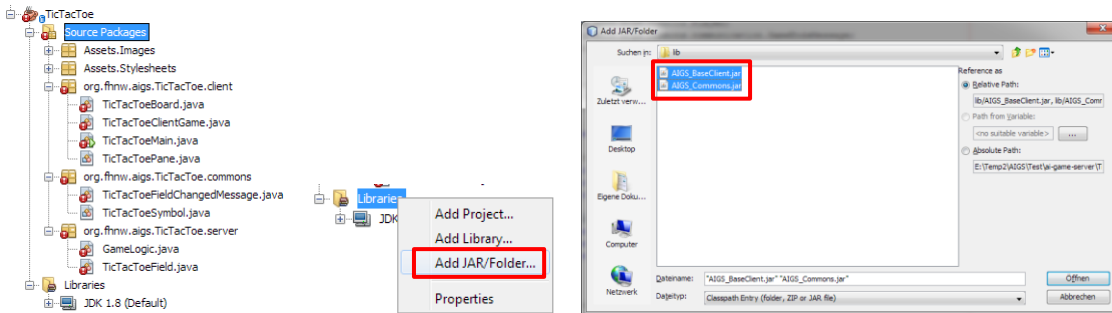 TicTacToe
Source Packages
Assets.Images
Assets.Stylesheets
org.fhnw.aigs.TicTacToe.client
TicTacToeBoard.java
TicTacToeClientGame.java
TicTacToeMain.java
TicTacToePane.java
org.fhnw.aigs.TicTacToe.commons
TicTacToeFieldChangedMessage.java
TicTacToeSymbol.java
org.fhnw.aigs.TicTacToe.server
GameLogic.java
TicTacToeField.java
Libraries
JDK 1.8 (Default)
Libraries
JDK
Add Project...
Add Library...
Add JAR/Folder...
Properties
Add JAR/Folder
Suchen in:
lib
Zuletzt verw...
Desktop
Eigene Doku...
Computer
Netzwerk
AIGS_BaseClient.jar
AIGS_Commons.jar
Reference as
Relative Path:
lib/AIGS_BaseClient.jar, lib/AIGS_Comr
Path from Variable:
<no suitable variable>
...
Absolute Path:
E:\Temp2\AIGS\Test\ai-game-server\T
Dateiname:
"AIGS_BaseClient.jar" "AIGS_Commons.jar"
Öffnen
Dateityp:
Classpath Entry (folder, ZIP or JAR file)
Abbrechen